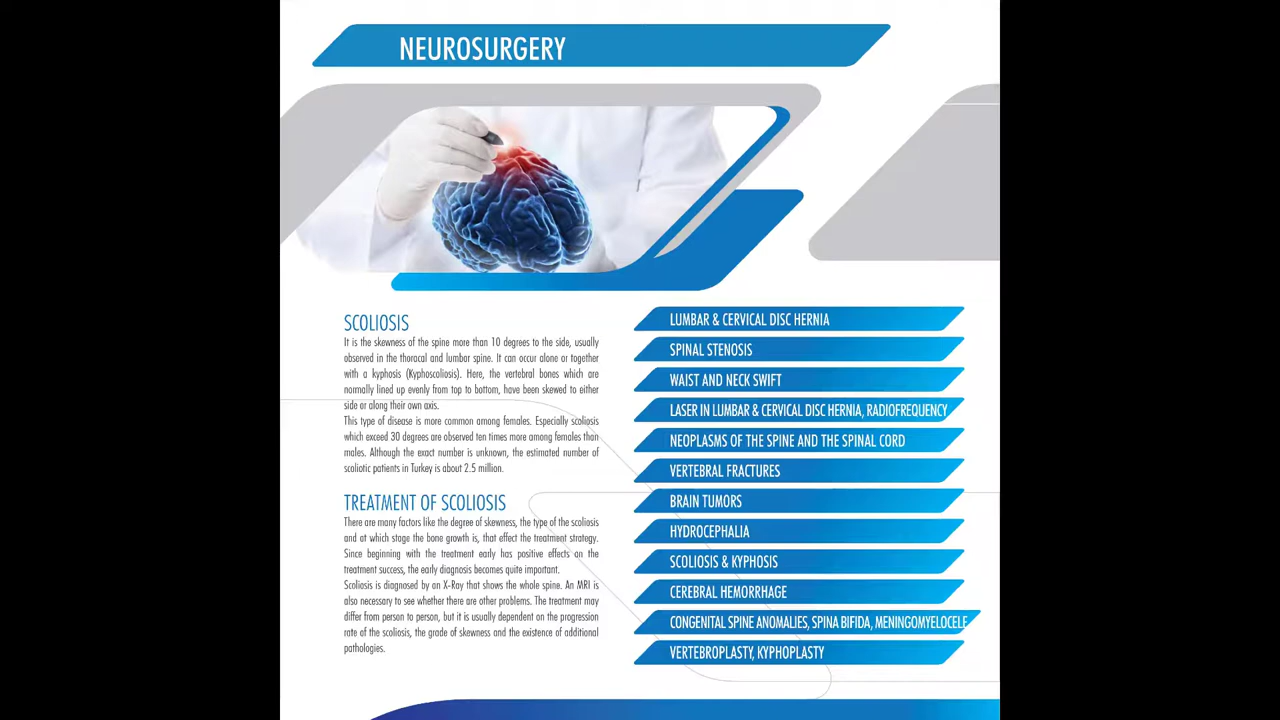 NEUROSURGERY
SCOLIOSIS
It is the skewness of the spine more than 10 degrees to the side, usually
observed in the thoracal and lumbar spine. It can occur alone or together
with a kyphosis (Kyphoscoliosis). Here, the vertebral bones which are
normally lined up evenly from top to bottom, have been skewed to either
side or along their own axis.
This type of disease is more common among females. Especially scoliosis
which exceed 30 degrees are observed ten times more among females than
males. Although the exact number is unknown, the estimated number of
scoliotic patients in Turkey is about 2.5 million.
TREATMENT OF SCOLIOSIS
There are many factors like the degree of skewness, the type of the scoliosis
and at which stage the bone growth is, that effect the treatment strategy.
Since beginning with the treatment early has positive effects on the
treatment success, the early diagnosis becomes quite important.
Scoliosis is diagnosed by an X-Ray that shows the whole spine. An MRI is
also necessary to see whether there are other problems. The treatment may
differ from person to person, but it is usually dependent on the progression
rate of the scoliosis, the grade of skewness and the existence of additional
pathologies.
LUMBAR & CERVICAL DISC HERNIA
SPINAL STENOSIS
WAIST AND NECK SWIFT
LASER IN LUMBAR & CERVICAL DISC HERNIA, RADIOFREQUENCY
NEOPLASMS OF THE SPINE AND THE SPINAL CORD
VERTEBRAL FRACTURES
BRAIN TUMORS
HYDROCEPHALIA
SCOLIOSIS & KYPHOSIS
CEREBRAL HEMORRHAGE
CONGENITAL SPINE ANOMALIES, SPINA BIFIDA, MENINGOMYELOCELE
VERTEBROPLASTY, KYPHOPLASTY